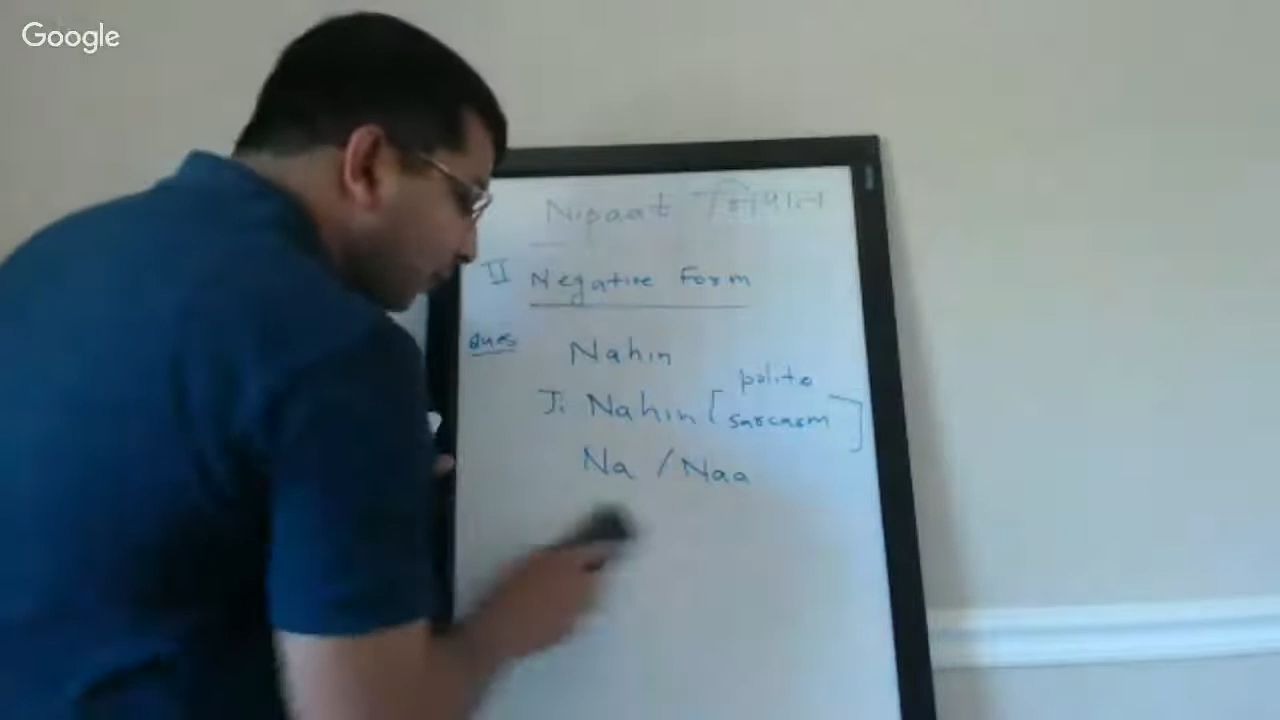 Google
Nipaat निपात
II Negative Form
Ques Nahin
Ji Nahin [polite sarcasm]
Na / Naa